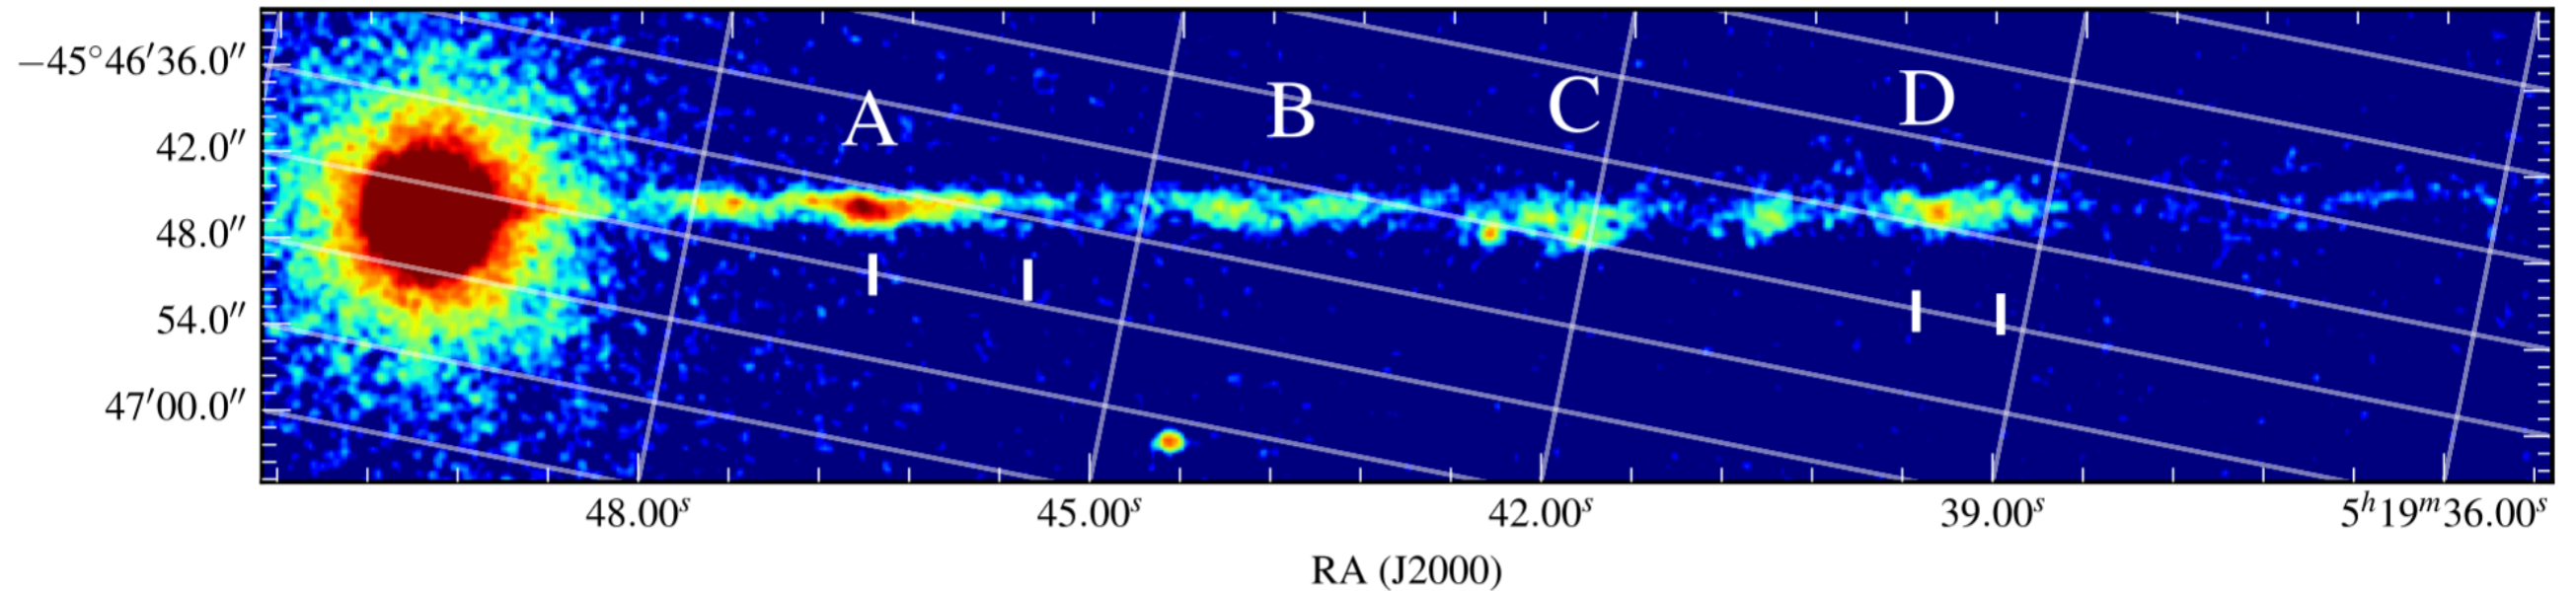 −45°46′36.0″
42.0″
48.0″
54.0″
47′00.0″
A B C D
48.00ˢ 45.00ˢ 42.00ˢ 39.00ˢ 5ʰ19ᵐ36.00ˢ
RA (J2000)